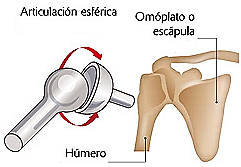 Articulación esférica
Omóplato o
escápula
Húmero